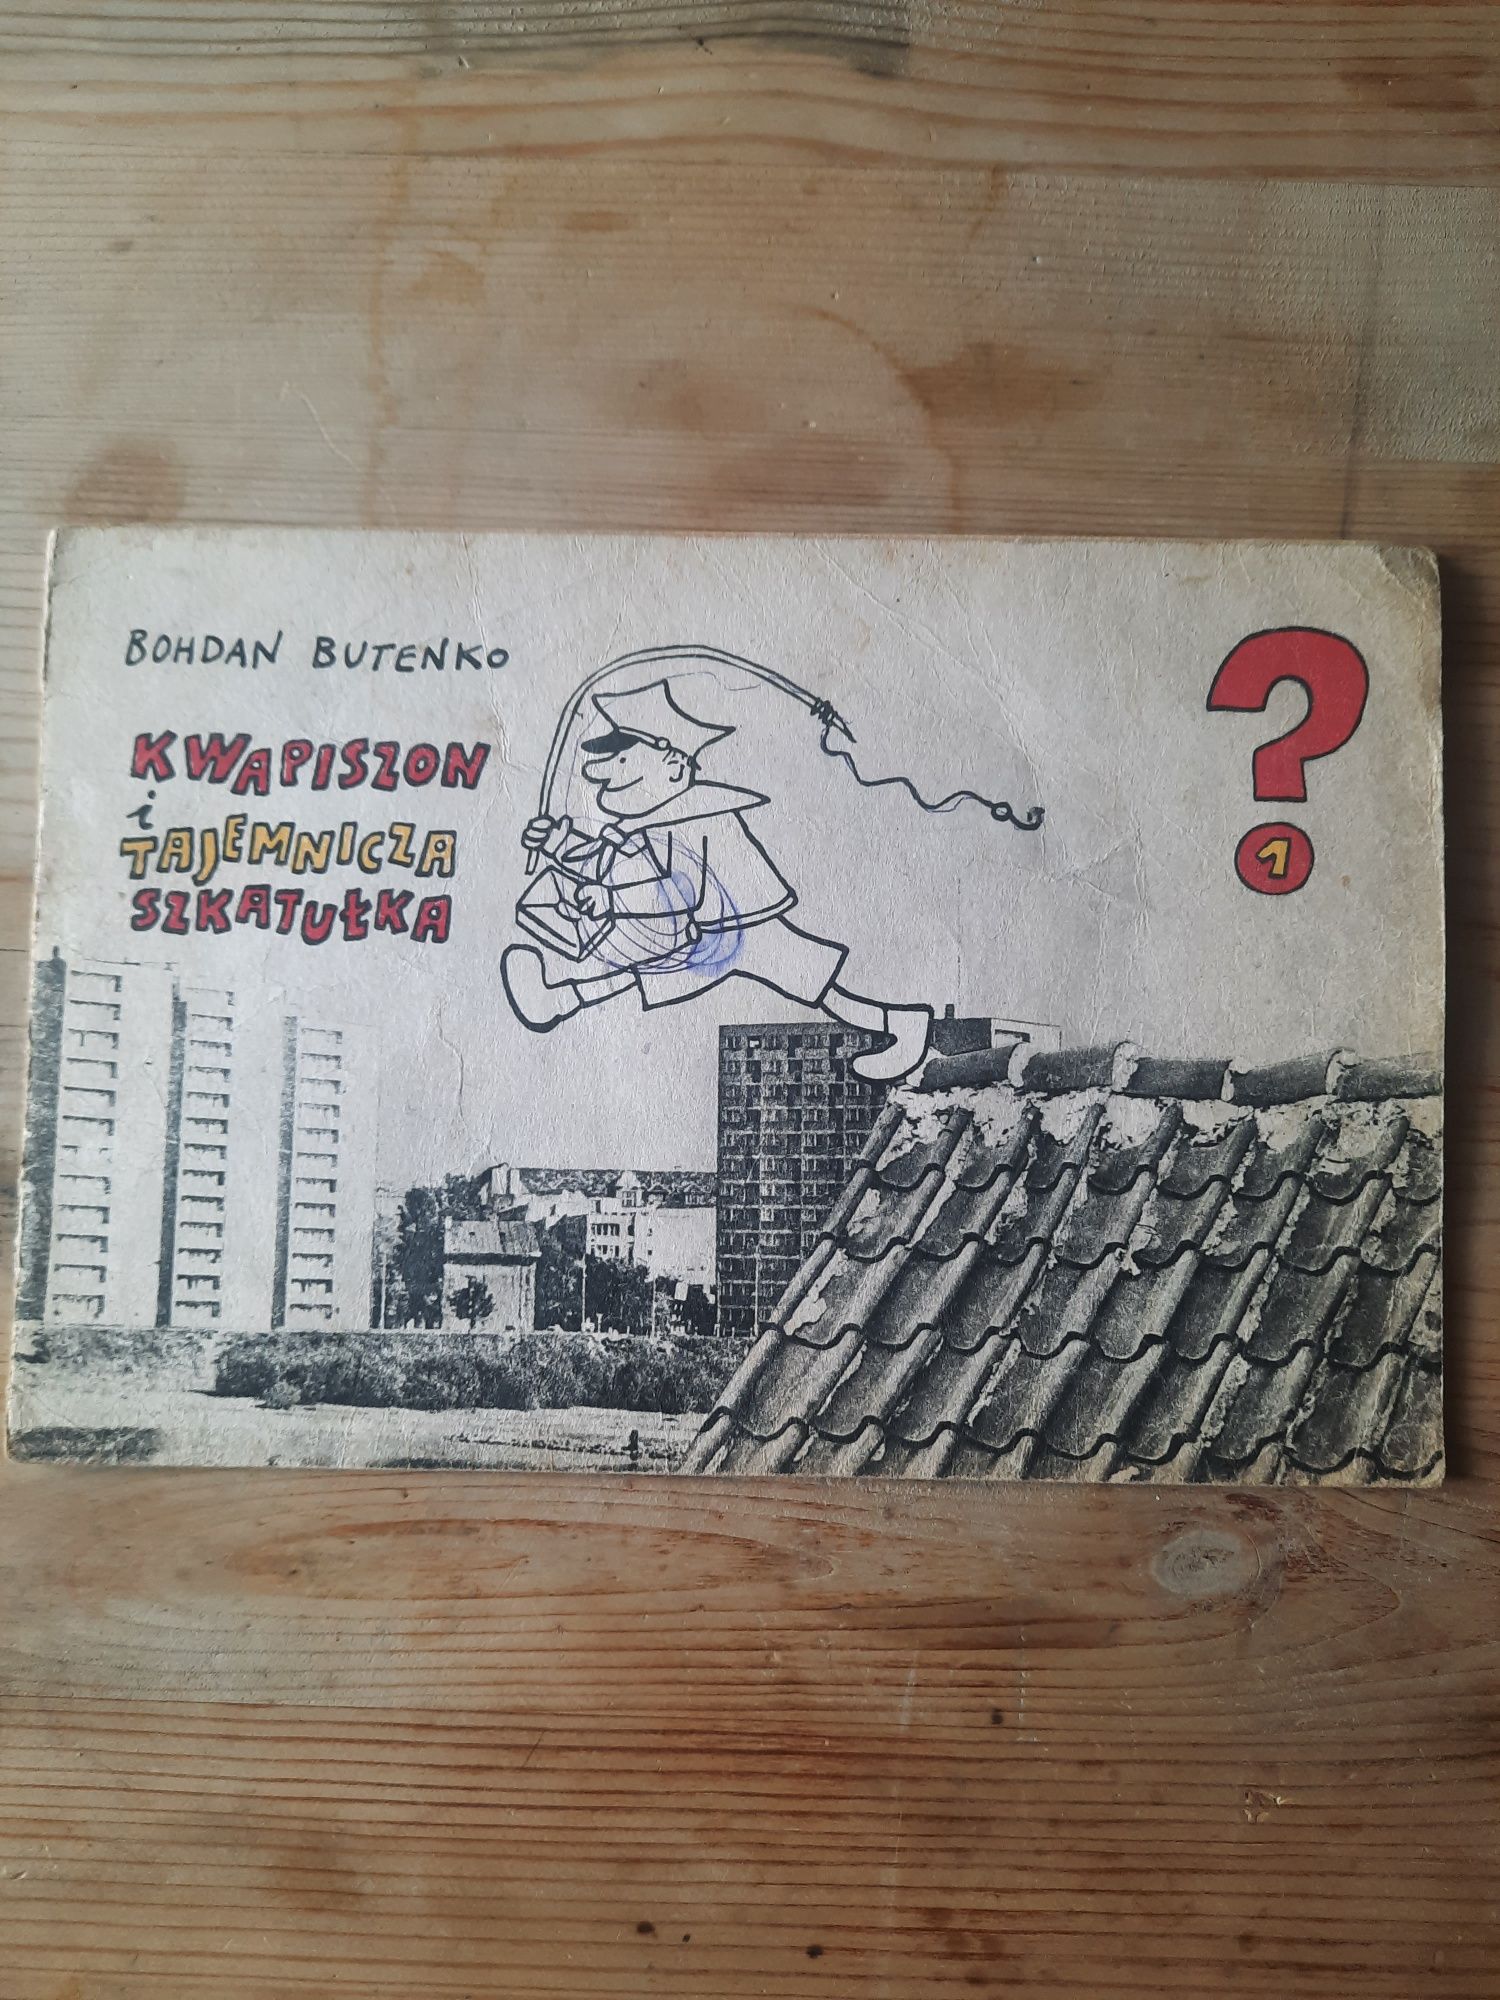 BOHDAN BUTENKO
KWAPISZON
i
TAJEMNICZA
SZKATUŁKA
?
1